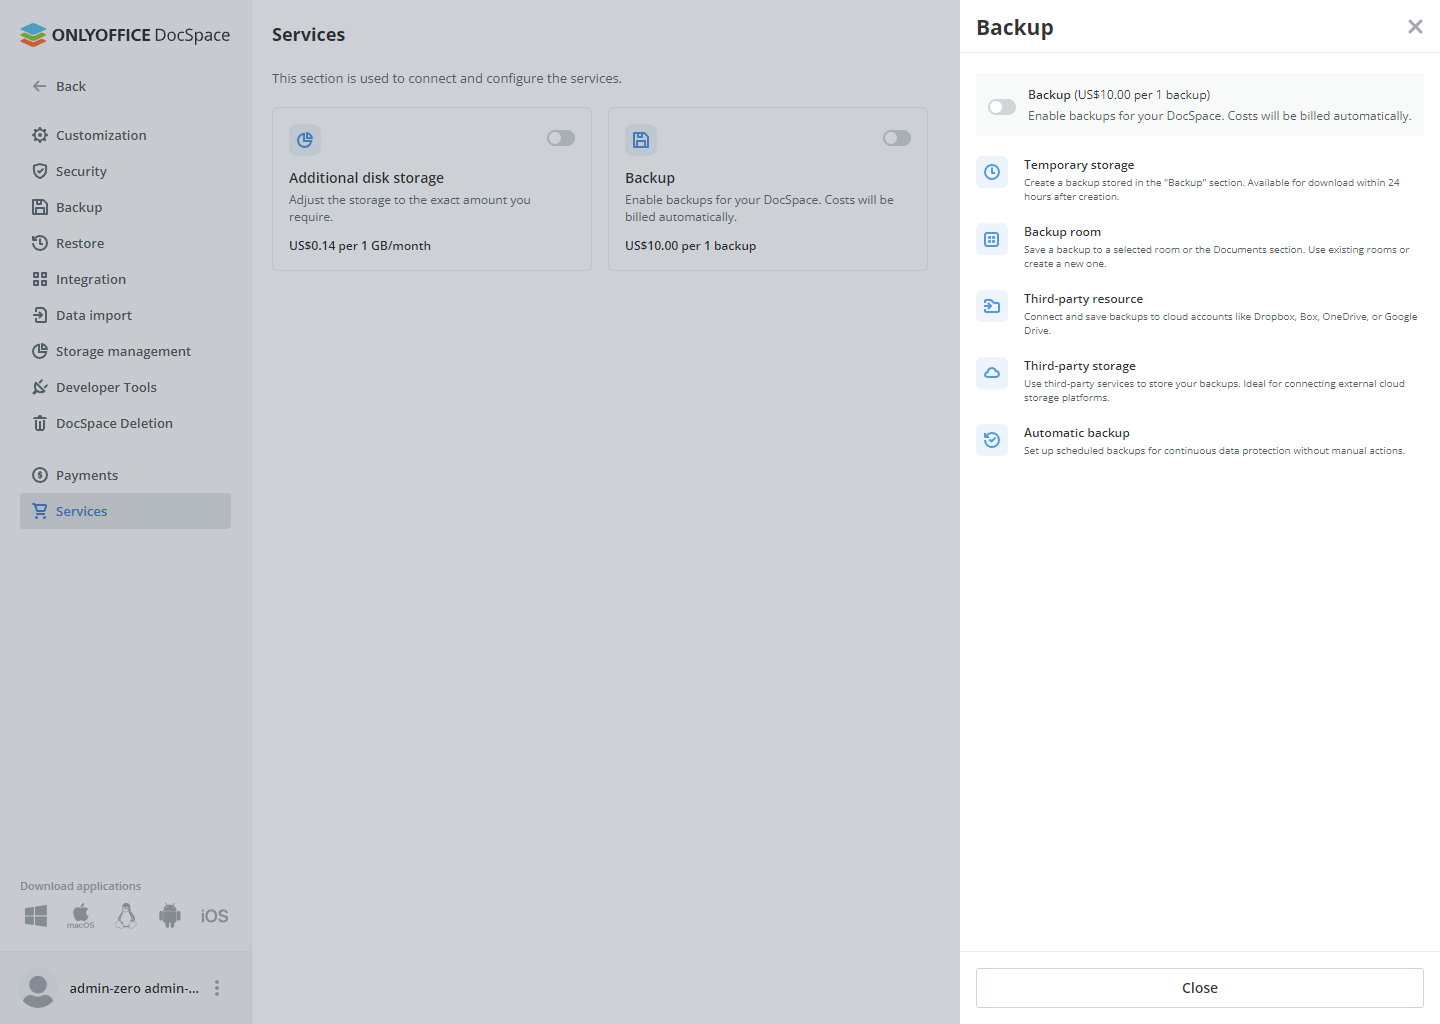 ONLYOFFICE DocSpace
Back
Customization
Security
Backup
Restore
Integration
Data import
Storage management
Developer Tools
DocSpace Deletion
Payments
Services
Download applications
macOS
iOS
admin-zero admin-...
Services
This section is used to connect and configure the services.
Additional disk storage
Adjust the storage to the exact amount you
require.
US$0.14 per 1 GB/month
Backup
Enable backups for your DocSpace. Costs will be
billed automatically.
US$10.00 per 1 backup
Backup
Backup (US$10.00 per 1 backup)
Enable backups for your DocSpace. Costs will be billed automatically.
Temporary storage
Create a backup stored in the "Backup" section. Available for download within 24
hours after creation.
Backup room
Save a backup to a selected room or the Documents section. Use existing rooms or
create a new one.
Third-party resource
Connect and save backups to cloud accounts like Dropbox, Box, OneDrive, or Google
Drive.
Third-party storage
Use third-party services to store your backups. Ideal for connecting external cloud
storage platforms.
Automatic backup
Set up scheduled backups for continuous data protection without manual actions.
Close